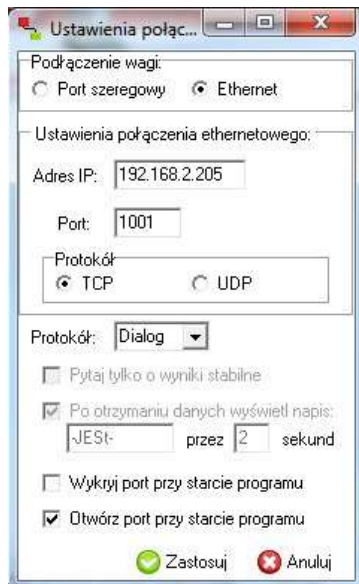 Ustawienia połąc...
Podłączenie wagi:
Port szeregowy Ethernet
Ustawienia połączenia ethernetowego:
Adres IP: 192.168.2.205
Port: 1001
Protokół
TCP UDP
Protokół: Dialog
Pytaj tylko o wyniki stabilne
Po otrzymaniu danych wyświetl napis:
-JESt- przez 2 sekund
Wykryj port przy starcie programu
Otwórz port przy starcie programu
Zastosuj Anuluj